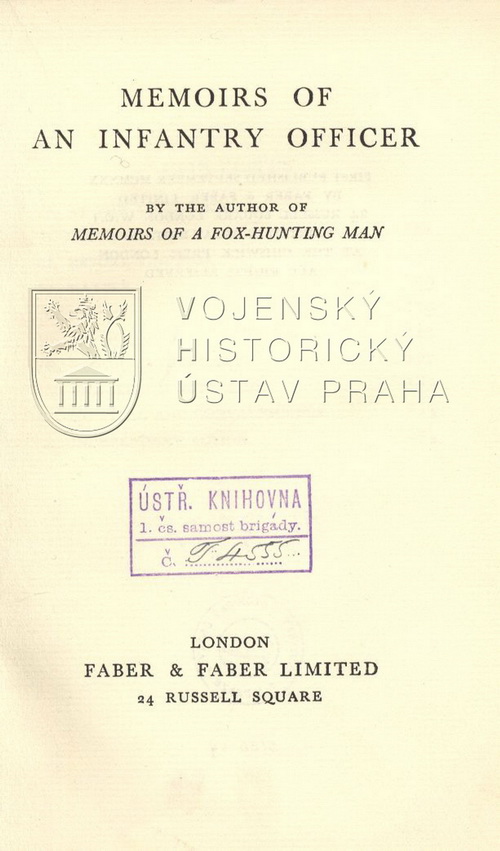 MEMOIRS OF
AN INFANTRY OFFICER
BY THE AUTHOR OF
MEMOIRS OF A FOX-HUNTING MAN
VOJENSKÝ
HISTORICKÝ
ÚSTAV PRAHA
ÚSTŘ. KNIHOVNA
1. čs. samost brigády.
Č. F 4555
LONDON
FABER & FABER LIMITED
24 RUSSELL SQUARE